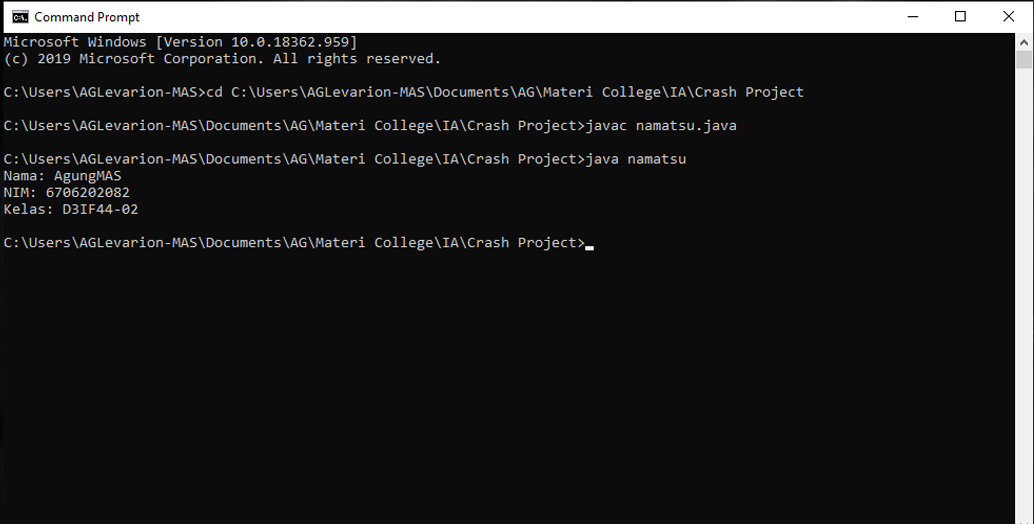 Command Prompt
Microsoft Windows [Version 10.0.18362.959]
(c) 2019 Microsoft Corporation. All rights reserved.
C:\Users\AGLevarion-MAS>cd C:\Users\AGLevarion-MAS\Documents\AG\Materi College\IA\Crash Project
C:\Users\AGLevarion-MAS\Documents\AG\Materi College\IA\Crash Project>javac namatsu.java
C:\Users\AGLevarion-MAS\Documents\AG\Materi College\IA\Crash Project>java namatsu
Nama: AgungMAS
NIM: 6706202082
Kelas: D3IF44-02
C:\Users\AGLevarion-MAS\Documents\AG\Materi College\IA\Crash Project>